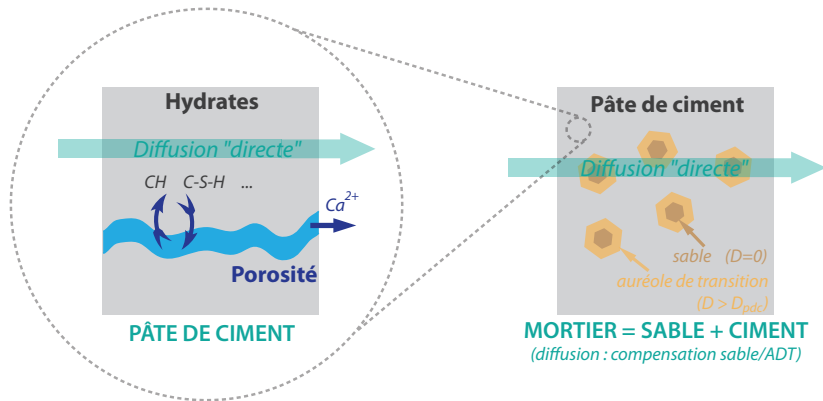 Hydrates
Diffusion "directe"
CH C-S-H ...
Ca2+
Porosité
PÂTE DE CIMENT
Pâte de ciment
Diffusion "directe"
sable (D=0)
auréole de transition
(D > Dpdc)
MORTIER = SABLE + CIMENT
(diffusion : compensation sable/ADT)